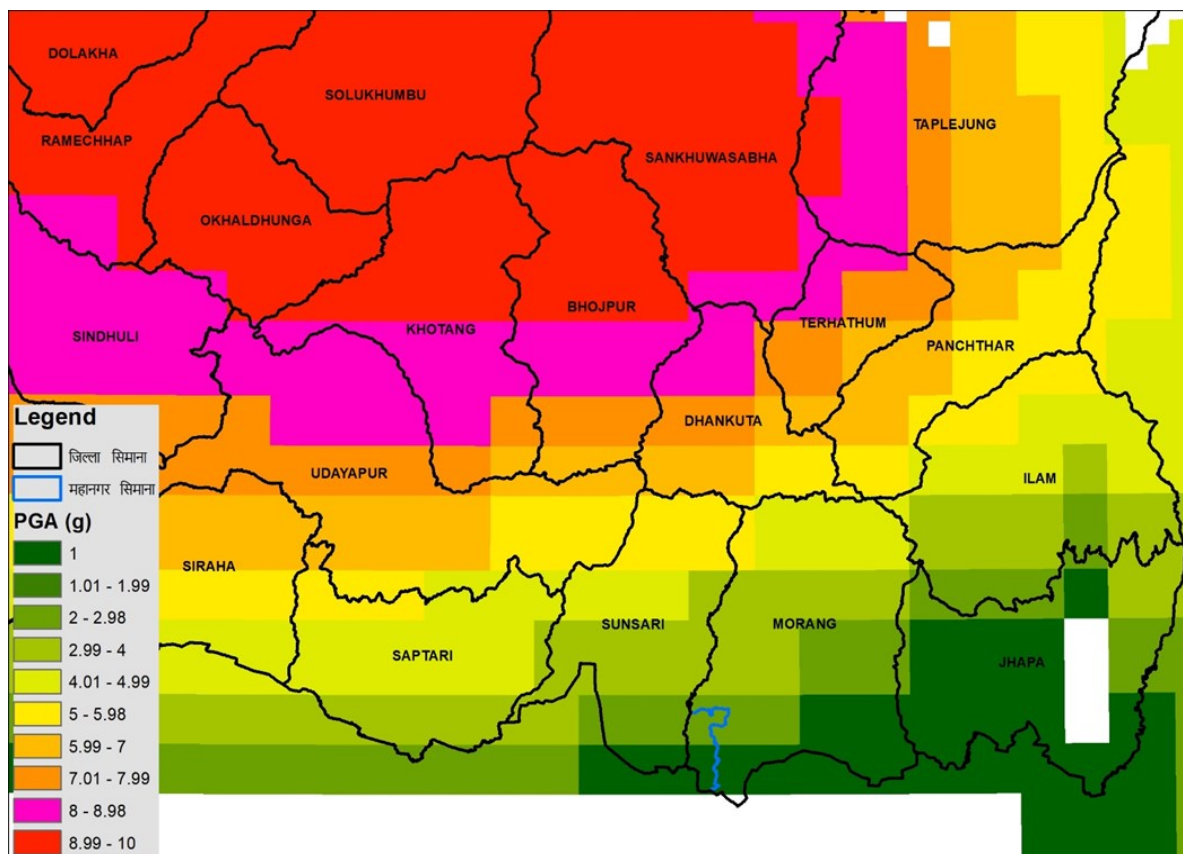 DOLAKHA
SOLUKHUMBU
TAPLEJUNG
RAMECHHAP
SANKHUWASABHA
OKHALDHUNGA
BHOJPUR
TERHATHUM
KHOTANG
SINDHULI
PANCHTHAR
DHANKUTA
UDAYAPUR
ILAM
SIRAHA
SUNSARI
MORANG
SAPTARI
JHAPA
Legend
जिल्ला सिमाना
महानगर सिमाना
PGA (g)
1
1.01 - 1.99
2 - 2.98
2.99 - 4
4.01 - 4.99
5 - 5.98
5.99 - 7
7.01 - 7.99
8 - 8.98
8.99 - 10